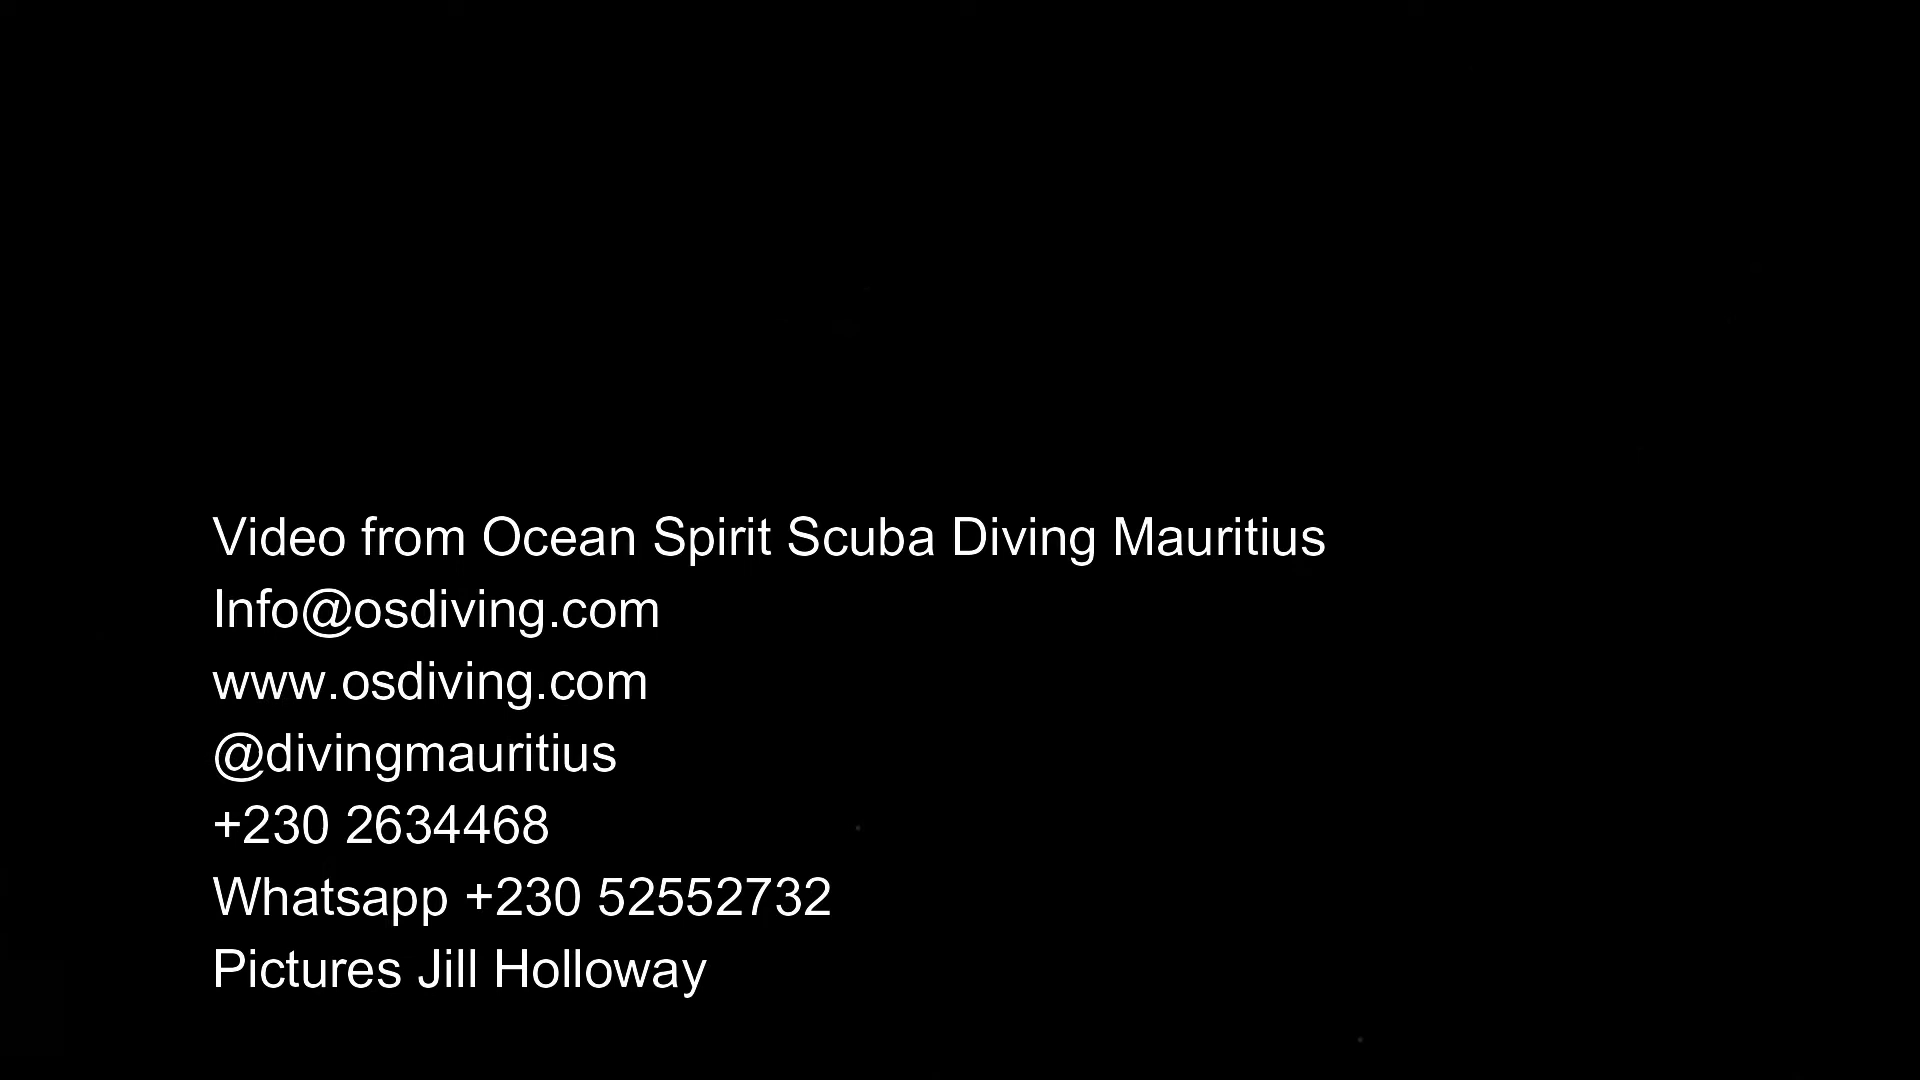 Video from Ocean Spirit Scuba Diving Mauritius
Info@osdiving.com
www.osdiving.com
@divingmauritius
+230 2634468
Whatsapp +230 52552732
Pictures Jill Holloway